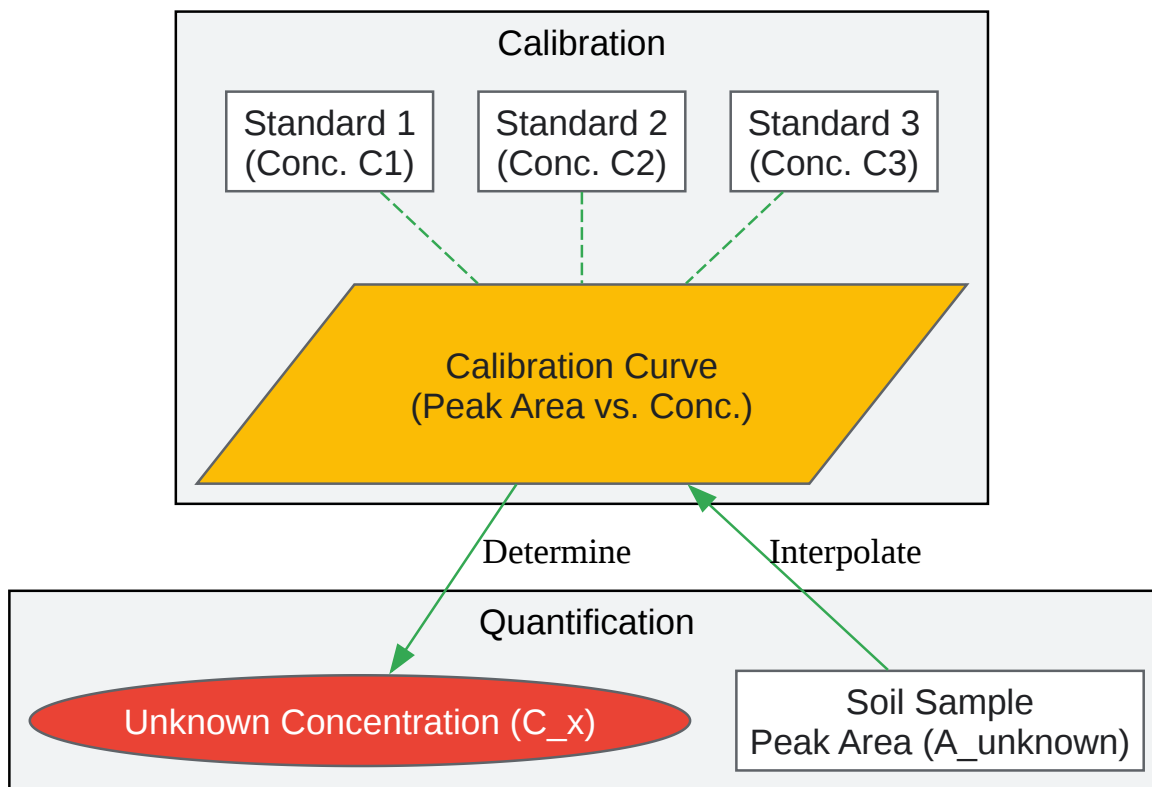 Calibration
Standard 1
(Conc. C1)
Standard 2
(Conc. C2)
Standard 3
(Conc. C3)
Calibration Curve
(Peak Area vs. Conc.)
Determine
Interpolate
Quantification
Unknown Concentration (C_x)
Soil Sample
Peak Area (A_unknown)